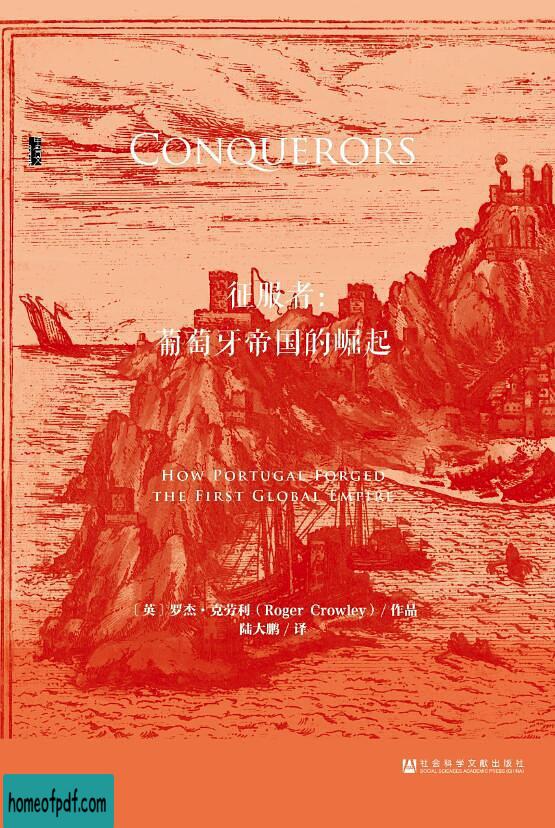 CONQUERORS
甲骨文
征服者：
葡萄牙帝国的崛起
HOW PORTUGAL FORGED
THE FIRST GLOBAL EMPIRE
〔英〕罗杰·克劳利（Roger Crowley）/ 作品
陆大鹏 / 译
社会科学文献出版社
SOCIAL SCIENCES ACADEMIC PRESS (CHINA)
homeofpdf.com